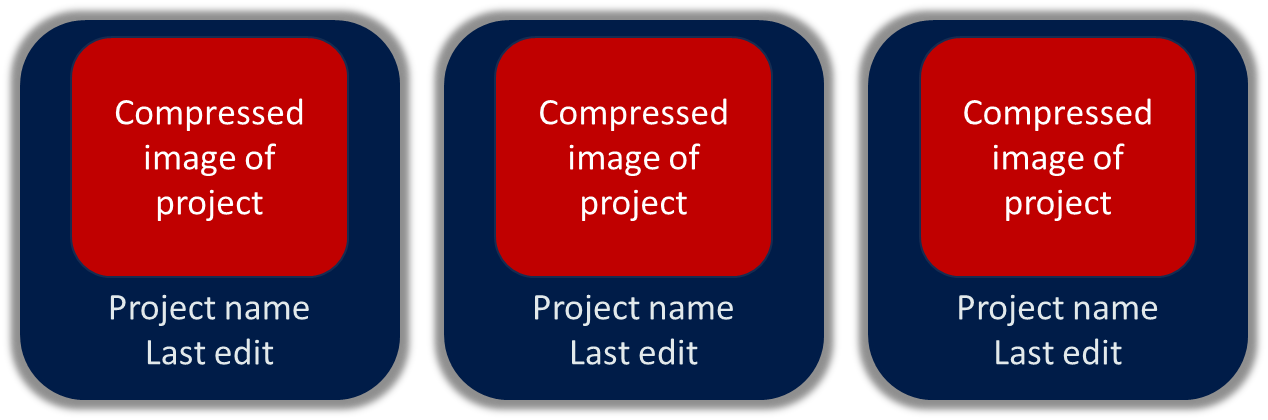 Compressed
image of
project
Project name
Last edit
Compressed
image of
project
Project name
Last edit
Compressed
image of
project
Project name
Last edit